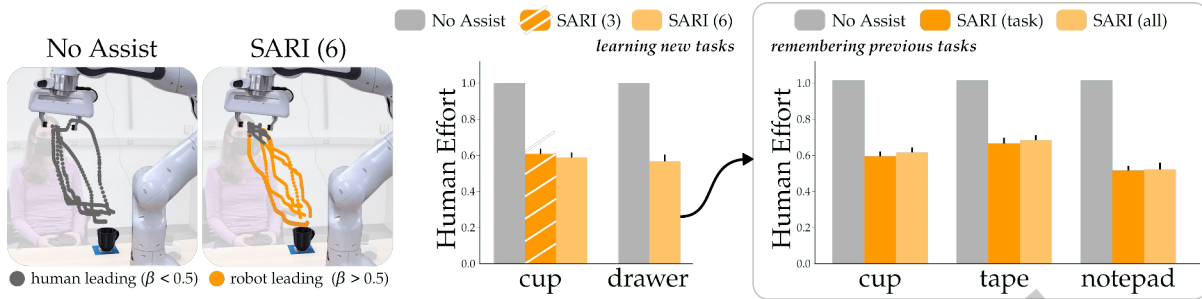 No Assist SARI (6)
human leading (β < 0.5) robot leading (β > 0.5)
No Assist SARI (3) SARI (6)
learning new tasks
Human Effort
1.0
0.8
0.6
0.4
0.2
0.0
cup drawer
No Assist SARI (task) SARI (all)
remembering previous tasks
Human Effort
1.0
0.8
0.6
0.4
0.2
0.0
cup tape notepad